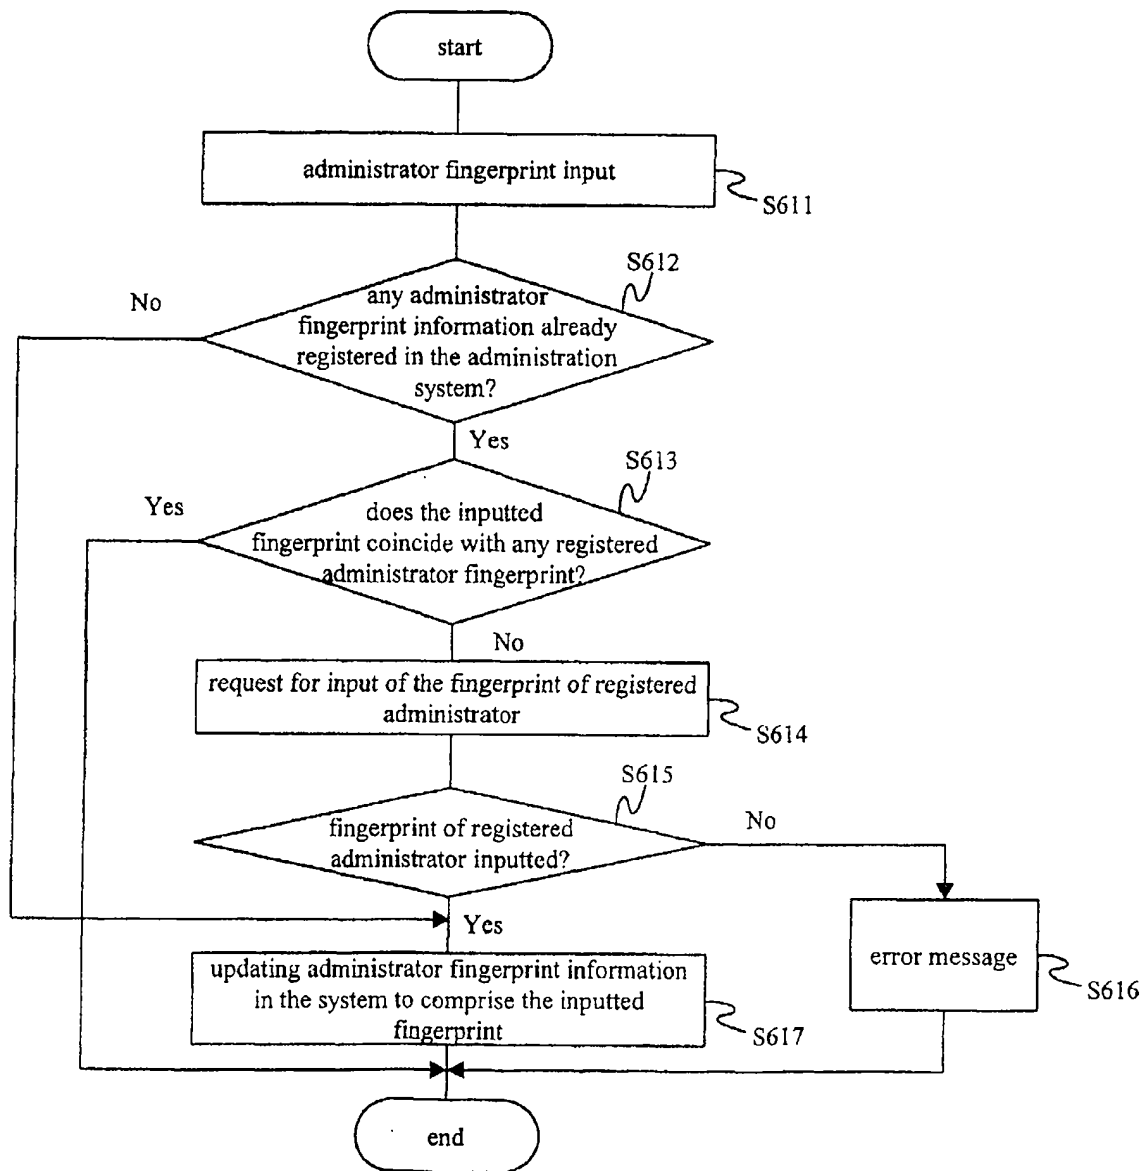 start
administrator fingerprint input
S611
S612
No
any administrator
fingerprint information already
registered in the administration
system?
Yes
S613
Yes
does the inputted
fingerprint coincide with any registered
administrator fingerprint?
No
request for input of the fingerprint of registered
administrator
S614
S615
No
fingerprint of registered
administrator inputted?
Yes
error message
S616
updating administrator fingerprint information
in the system to comprise the inputted
fingerprint
S617
end